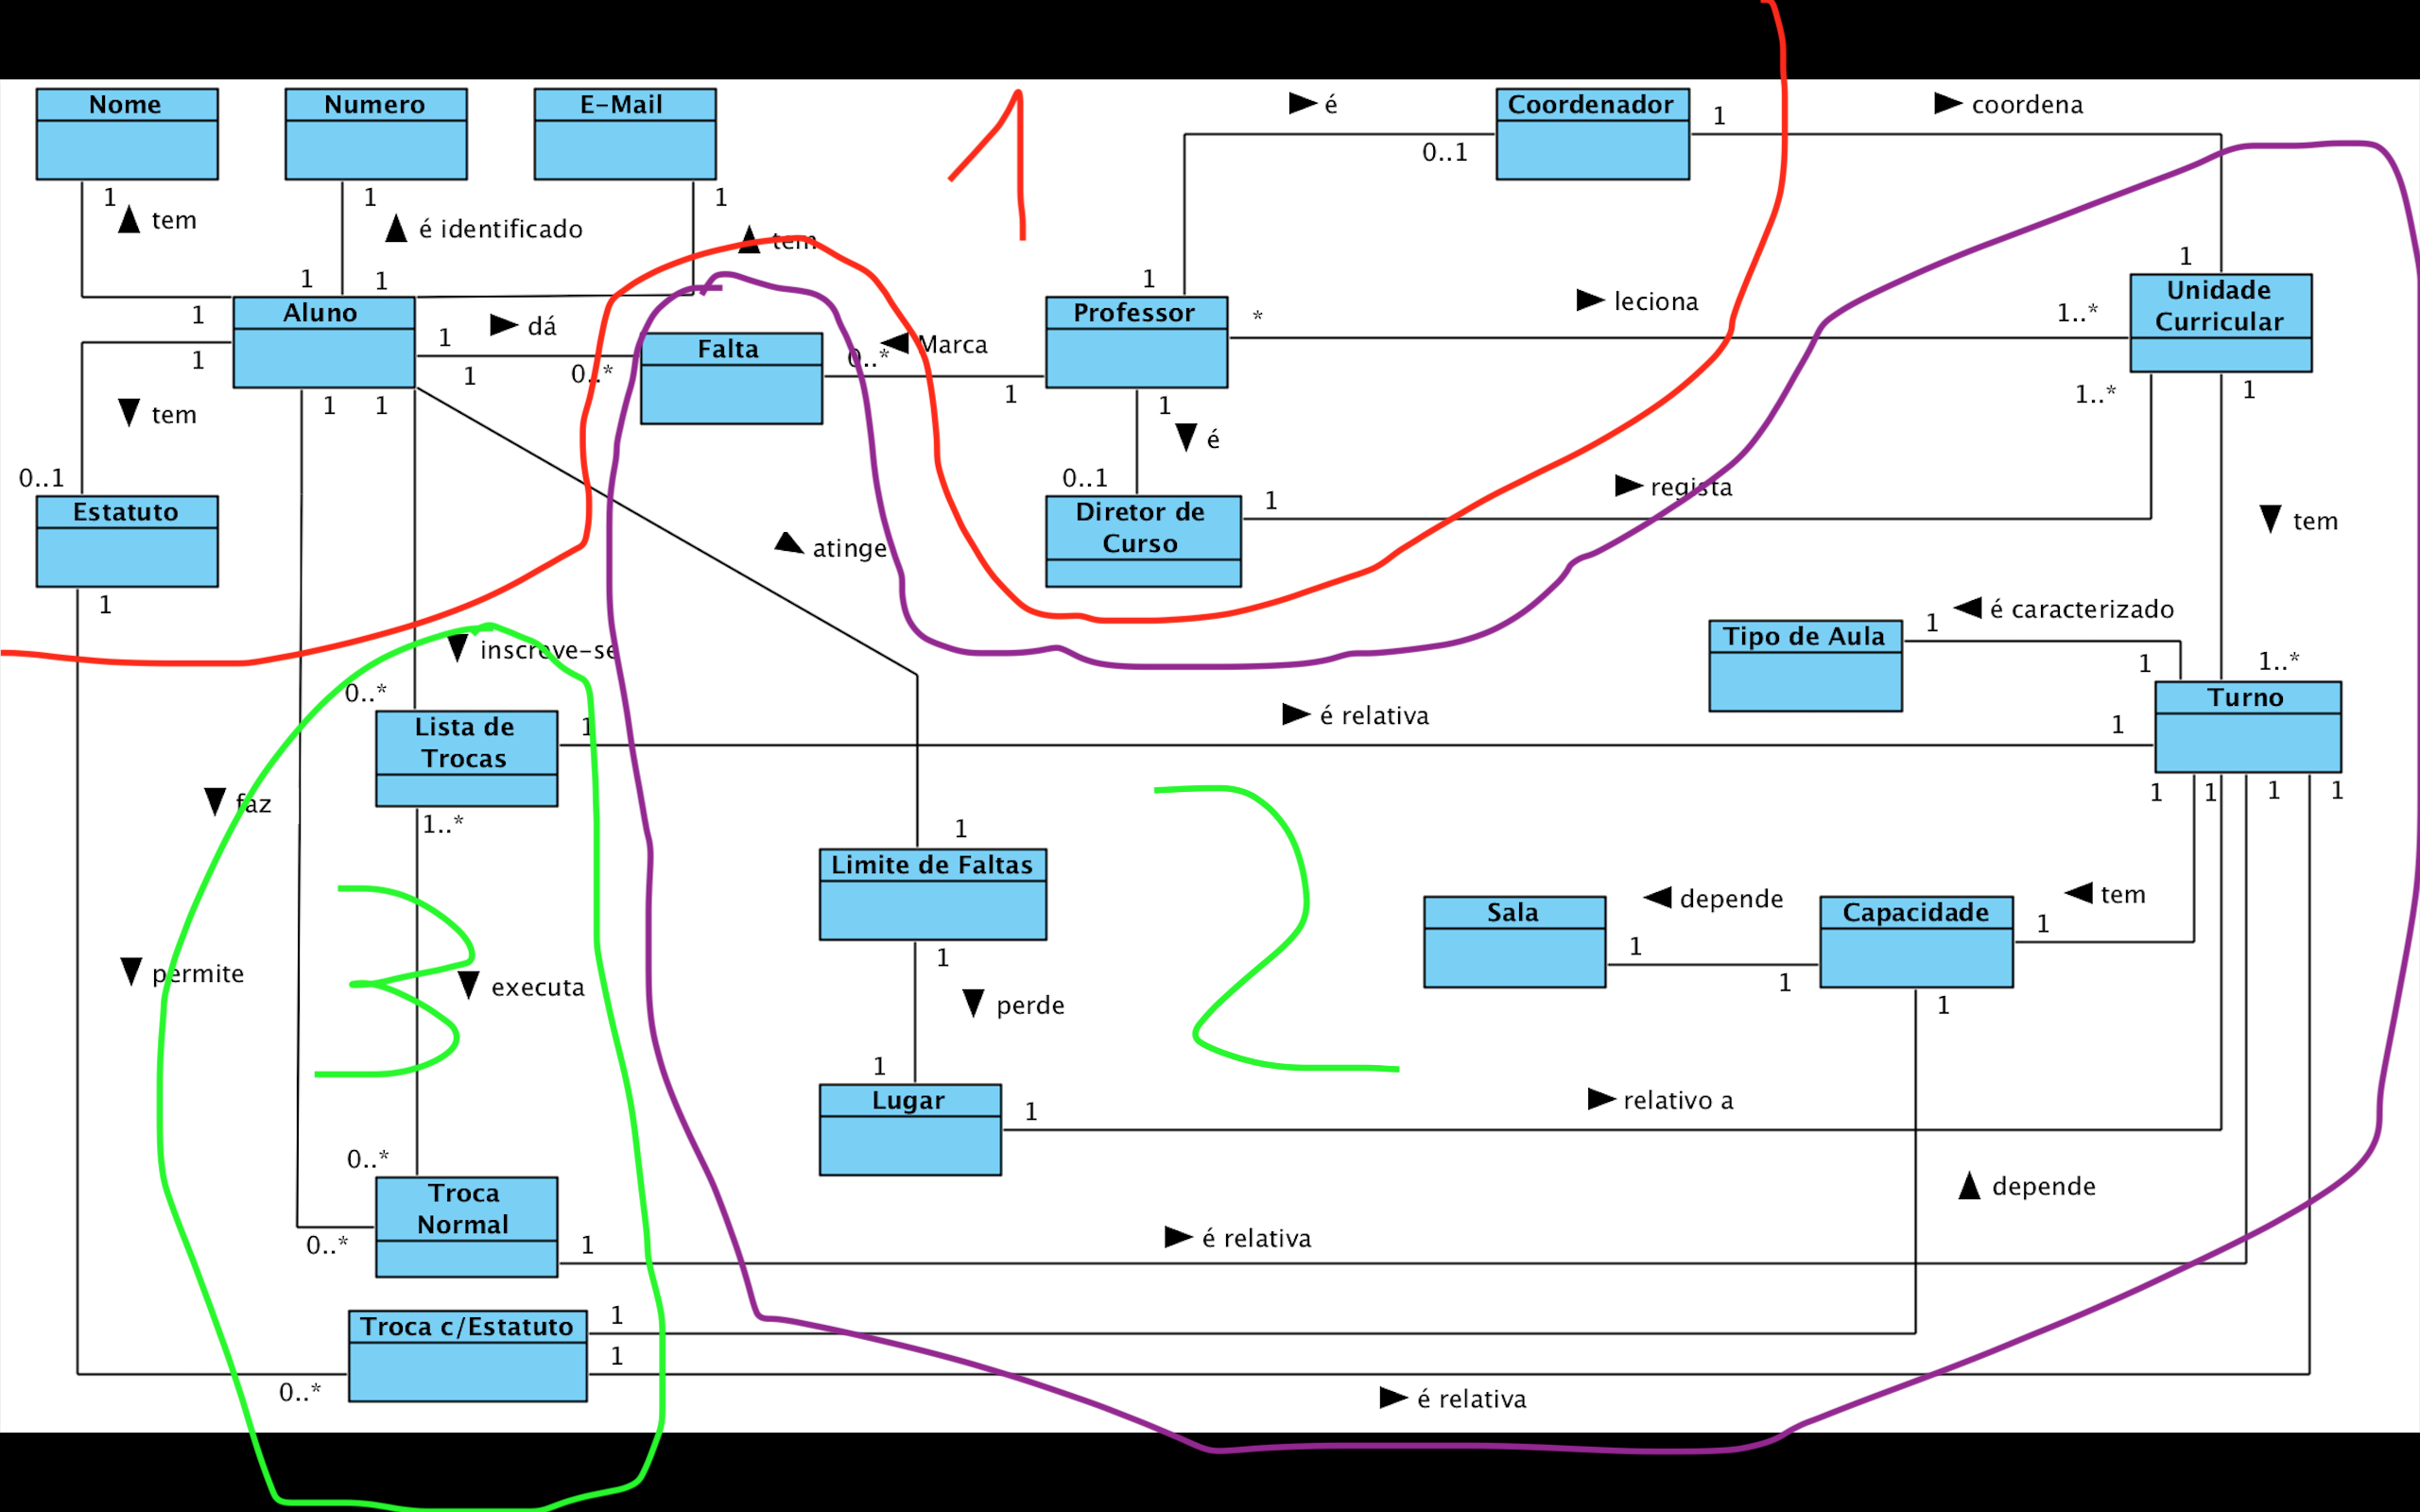 Nome
Numero
E-Mail
1
é
Coordenador
1
coordena
0..1
1
tem
1
é identificado
1
tem
1
1
1
1
Aluno
1
1
dá
1
1
0..*
Falta
0..*
Marca
1
Professor
*
leciona
1..*
Unidade
Curricular
1
1
1
tem
0..1
Estatuto
1
1
é
0..1
Diretor de
Curso
1
regista
1..*
1
tem
atinge
1
inscreve-se
0..*
Lista de
Trocas
1
é relativa
1
Tipo de Aula
1
é caracterizado
1
1..*
Turno
1
1
1
1
faz
1..*
1
Limite de Faltas
1
3
2
Sala
1
depende
1
Capacidade
1
tem
1
permite
executa
perde
1
Lugar
1
relativo a
0..*
Troca
Normal
0..*
1
é relativa
depende
Troca c/Estatuto
1
1
0..*
é relativa